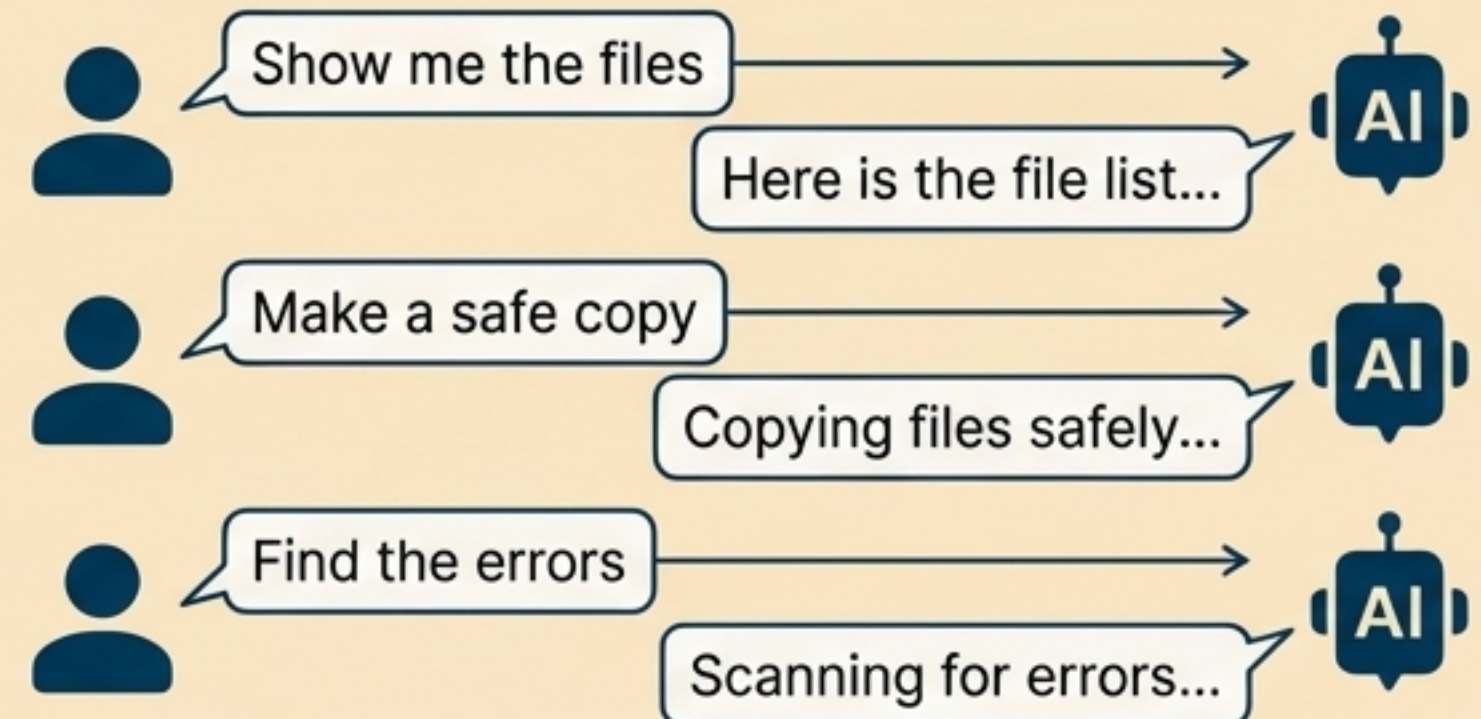 Show me the files
AI
Here is the file list...
Make a safe copy
AI
Copying files safely...
Find the errors
AI
Scanning for errors...